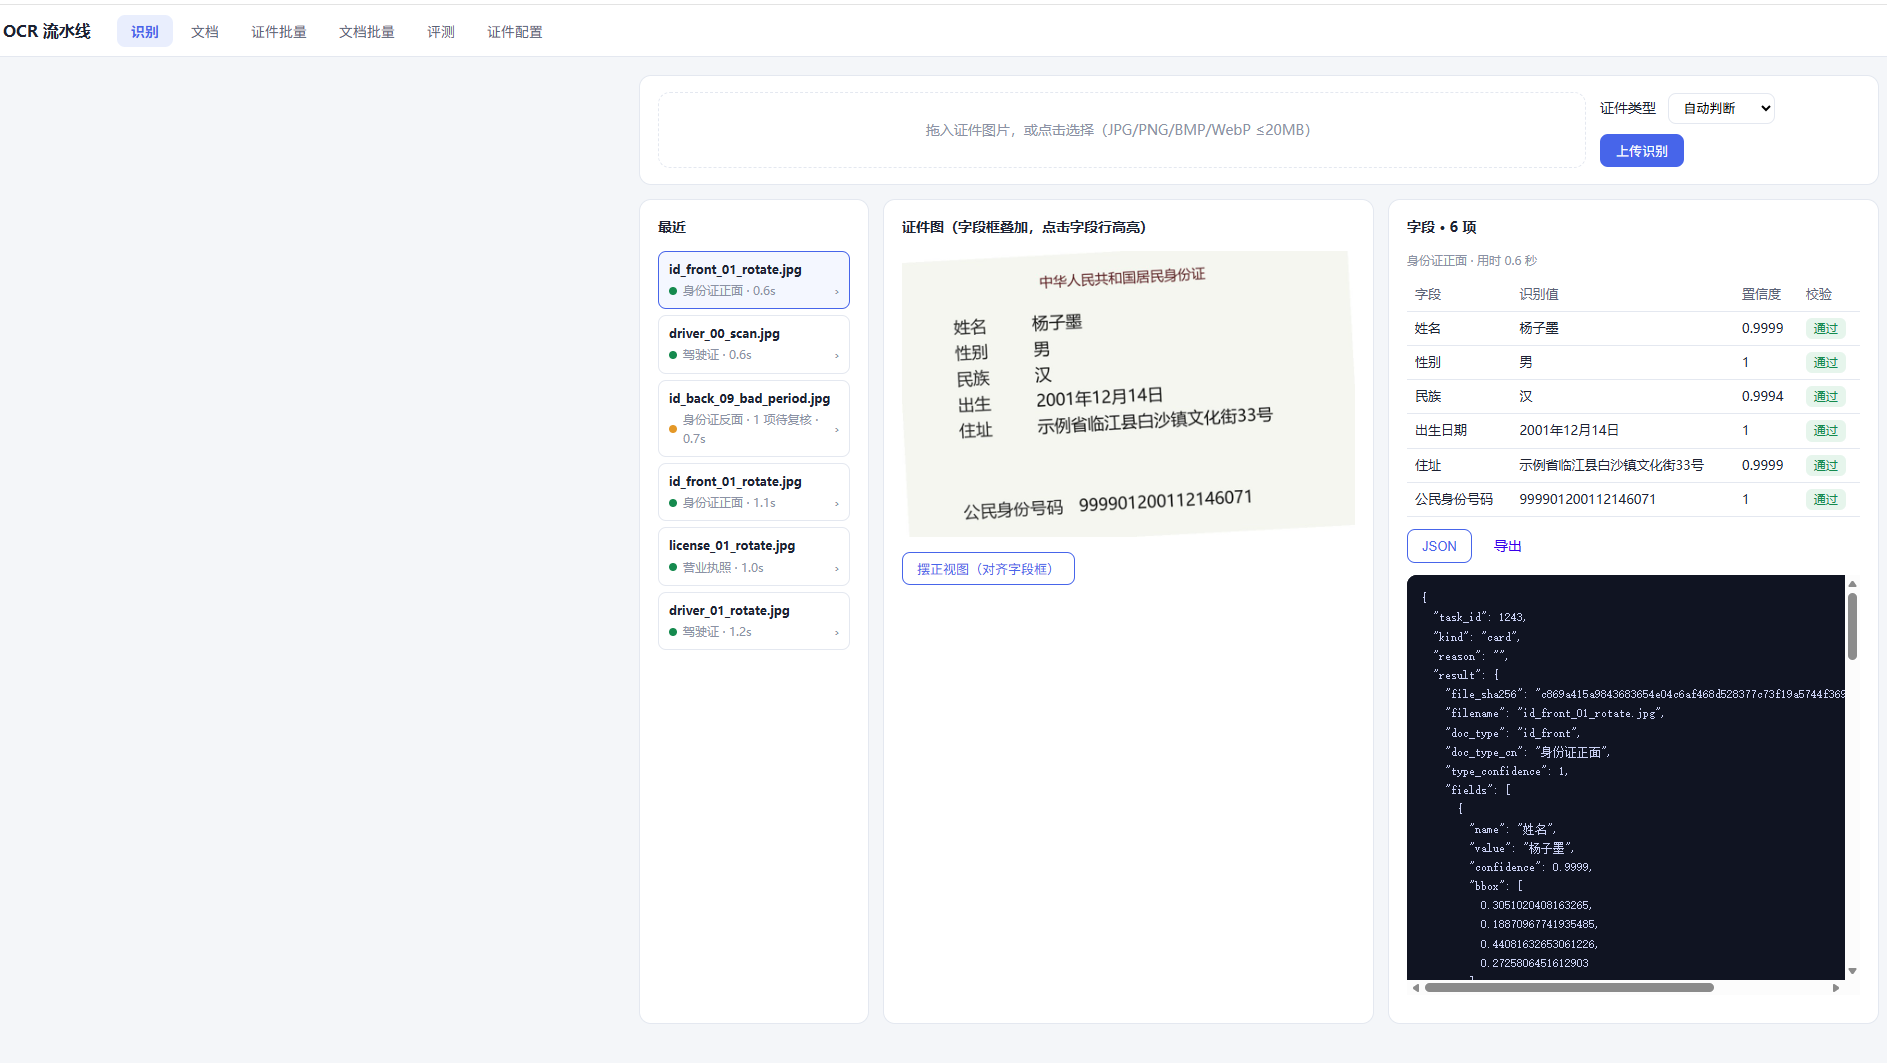 OCR 流水线 识别 文档 证件批量 文档批量 评测 证件配置
拖入证件图片，或点击选择（JPG/PNG/BMP/WebP ≤20MB）
证件类型 自动判断
上传识别
最近
id_front_01_rotate.jpg
身份证正面 · 0.6s ›
driver_00_scan.jpg
驾驶证 · 0.6s ›
id_back_09_bad_period.jpg
身份证反面 · 1 项待复核 ·
0.7s ›
id_front_01_rotate.jpg
身份证正面 · 1.1s ›
license_01_rotate.jpg
营业执照 · 1.0s ›
driver_01_rotate.jpg
驾驶证 · 1.2s ›
证件图（字段框叠加，点击字段行高亮）
中华人民共和国居民身份证
姓名 杨子墨
性别 男
民族 汉
出生 2001年12月14日
住址 示例省临江县白沙镇文化街33号
公民身份号码 999901200112146071
摆正视图（对齐字段框）
字段 • 6 项
身份证正面 · 用时 0.6 秒
字段 识别值 置信度 校验
姓名 杨子墨 0.9999 通过
性别 男 1 通过
民族 汉 0.9994 通过
出生日期 2001年12月14日 1 通过
住址 示例省临江县白沙镇文化街33号 0.9999 通过
公民身份号码 999901200112146071 1 通过
JSON 导出
{
"task_id": 1243,
"kind": "card",
"reason": "",
"result": {
"file_sha256": "c869a415a9843683654e04c6af468d528377c73f19a5744f369
"filename": "id_front_01_rotate.jpg",
"doc_type": "id_front",
"doc_type_cn": "身份证正面",
"type_confidence": 1,
"fields": [
{
"name": "姓名",
"value": "杨子墨",
"confidence": 0.9999,
"bbox": [
0.3051020408163265,
0.18870967741935485,
0.44081632653061226,
0.2725806451612903
]